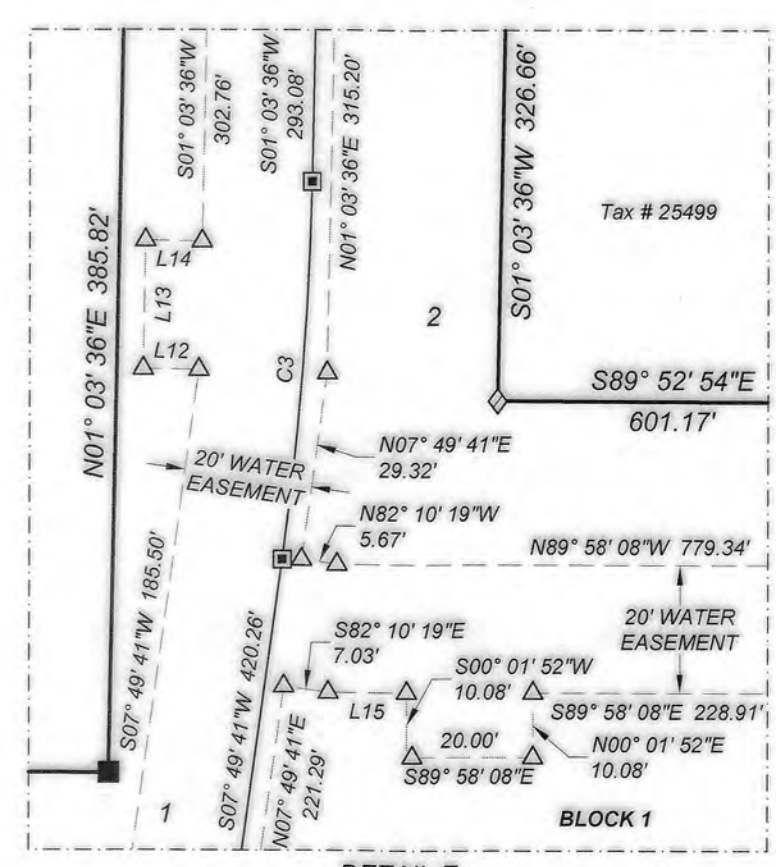 S01° 03' 36"W
302.76'
S01° 03' 36"W
293.08'
N01° 03' 36"E 315.20'
S01° 03' 36"W 326.66'
Tax # 25499
N01° 03' 36"E 385.82'
L14
L13
L12
C3
2
S89° 52' 54"E
601.17'
20' WATER
EASEMENT
N07° 49' 41"E
29.32'
N82° 10' 19"W
5.67'
N89° 58' 08"W 779.34'
20' WATER
EASEMENT
S07° 49' 41"W 185.50'
S07° 49' 41"W 420.26'
S82° 10' 19"E
7.03'
S00° 01' 52"W
10.08'
L15
S89° 58' 08"E 228.91'
20.00'
S89° 58' 08"E
N00° 01' 52"E
10.08'
N07° 49' 41"E
221.29'
1
BLOCK 1